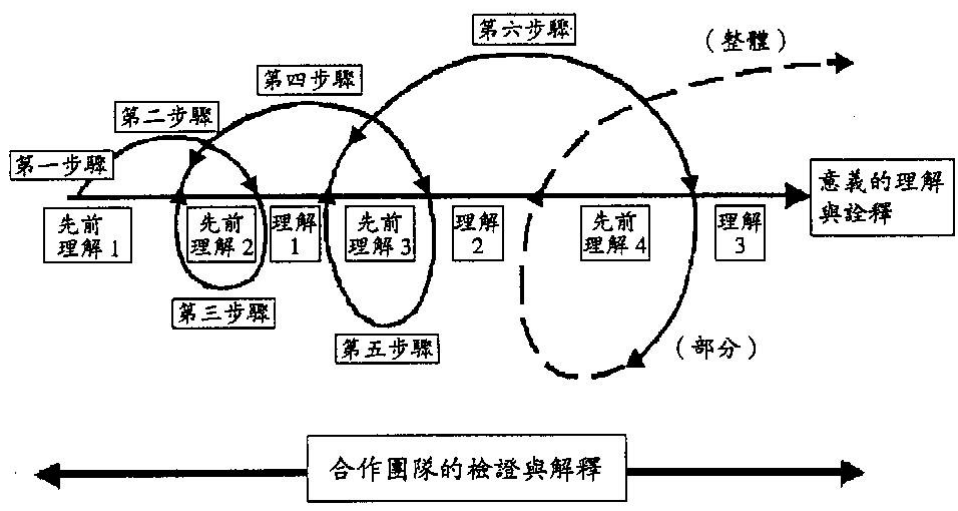 第六步驟
（整體）
第四步驟
第二步驟
第一步驟
意義的理解
與詮釋
先前
理解1
先前
理解2
理解
1
先前
理解3
理解
2
先前
理解4
理解
3
第三步驟
第五步驟
（部分）
合作團隊的檢證與解釋